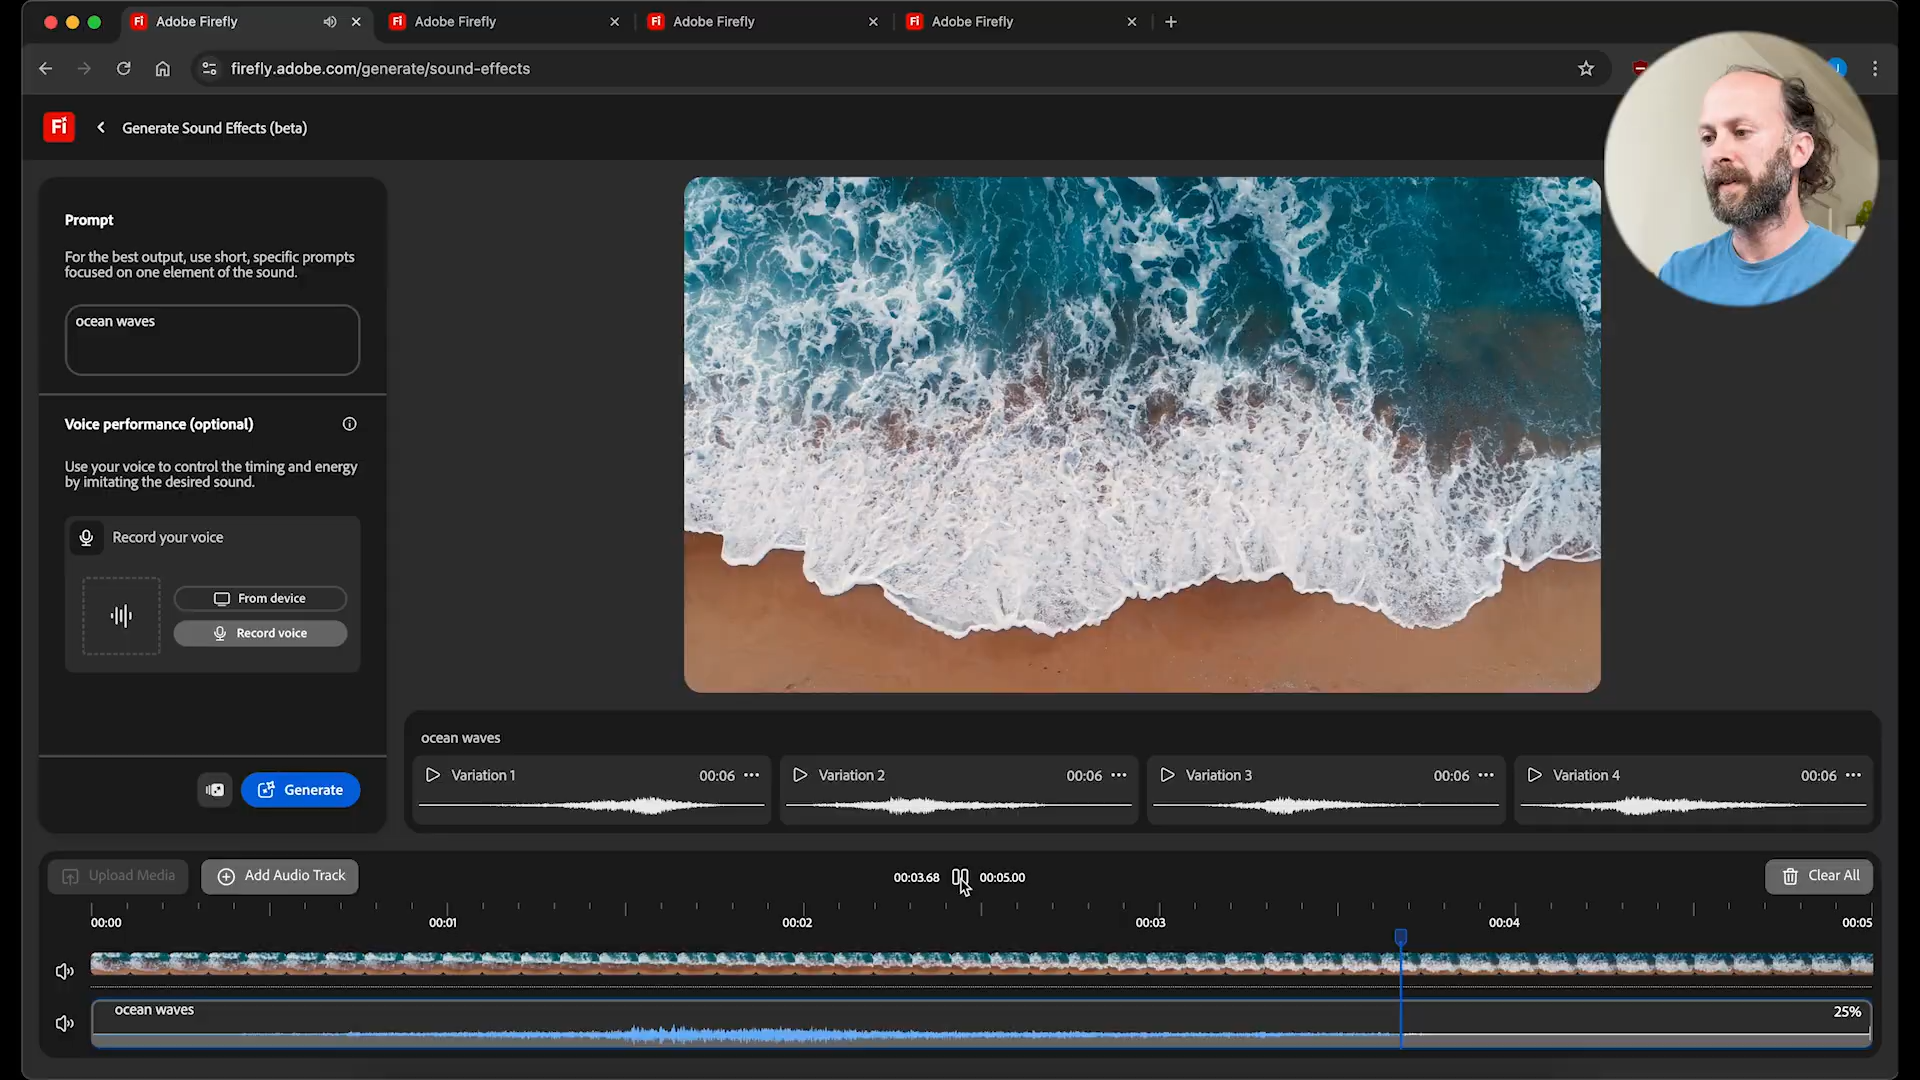 Fi Adobe Firefly
Fi Adobe Firefly
Fi Adobe Firefly
Fi Adobe Firefly
firefly.adobe.com/generate/sound-effects
J
Fi Generate Sound Effects (beta)
Prompt
For the best output, use short, specific prompts
focused on one element of the sound.
ocean waves
Voice performance (optional)
Use your voice to control the timing and energy
by imitating the desired sound.
Record your voice
From device
Record voice
Generate
ocean waves
Variation 1 00:06
Variation 2 00:06
Variation 3 00:06
Variation 4 00:06
Upload Media
Add Audio Track
00:03.68 00:05.00
Clear All
00:00 00:01 00:02 00:03 00:04 00:05
ocean waves
25%